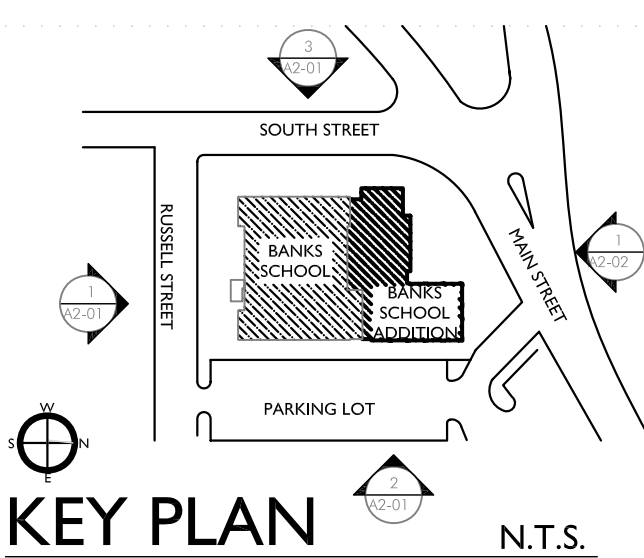 3
A2-01
SOUTH STREET
RUSSELL STREET
BANKS
SCHOOL
MAIN STREET
1
A2-02
1
A2-01
BANKS
SCHOOL
ADDITION
PARKING LOT
W
S
N
E
2
A2-01
KEY PLAN
N.T.S.